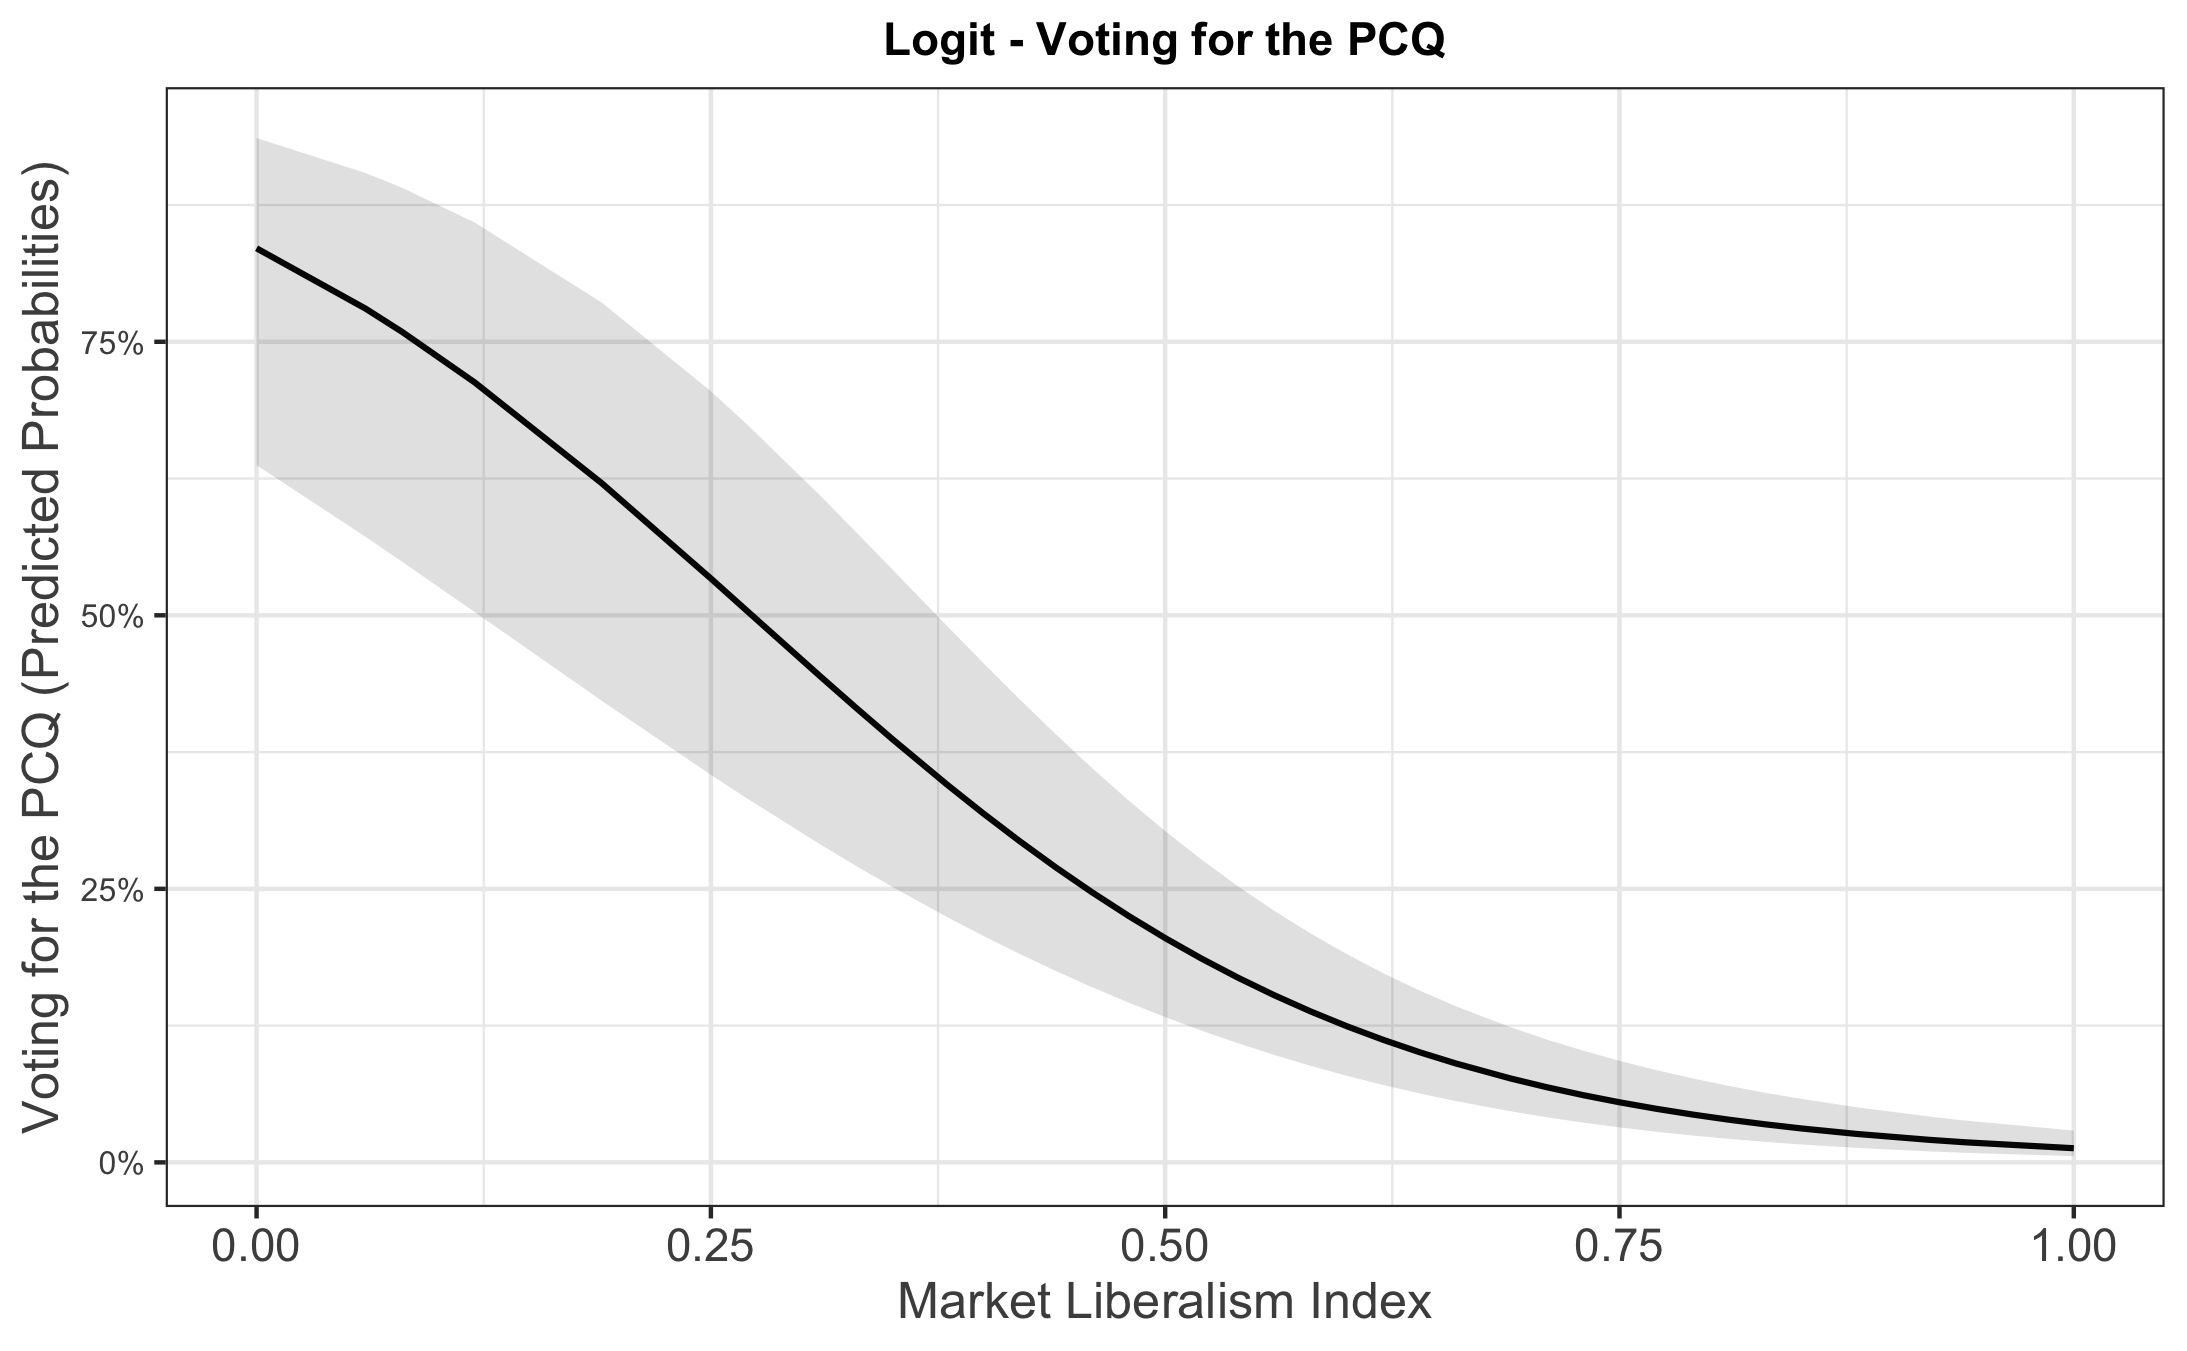 Logit - Voting for the PCQ
Voting for the PCQ (Predicted Probabilities)
75%
50%
25%
0%
0.00 0.25 0.50 0.75 1.00
Market Liberalism Index